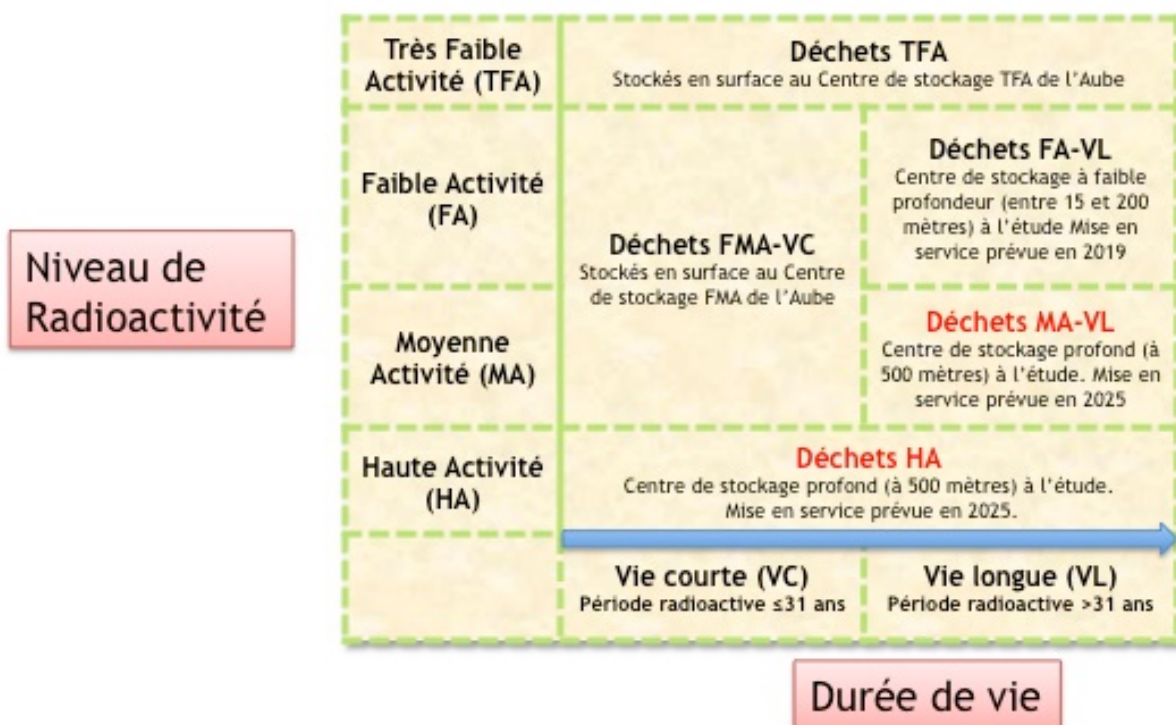 Très Faible
Activité (TFA)
Déchets TFA
Stockés en surface au Centre de stockage TFA de l'Aube
Faible Activité
(FA)
Déchets FMA-VC
Stockés en surface au Centre
de stockage FMA de l'Aube
Déchets FA-VL
Centre de stockage à faible
profondeur (entre 15 et 200
mètres) à l'étude Mise en
service prévue en 2019
Niveau de
Radioactivité
Moyenne
Activité (MA)
Déchets MA-VL
Centre de stockage profond (à
500 mètres) à l'étude. Mise en
service prévue en 2025
Haute Activité
(HA)
Déchets HA
Centre de stockage profond (à 500 mètres) à l'étude.
Mise en service prévue en 2025.
Vie courte (VC)
Période radioactive ≤31 ans
Vie longue (VL)
Période radioactive >31 ans
Durée de vie